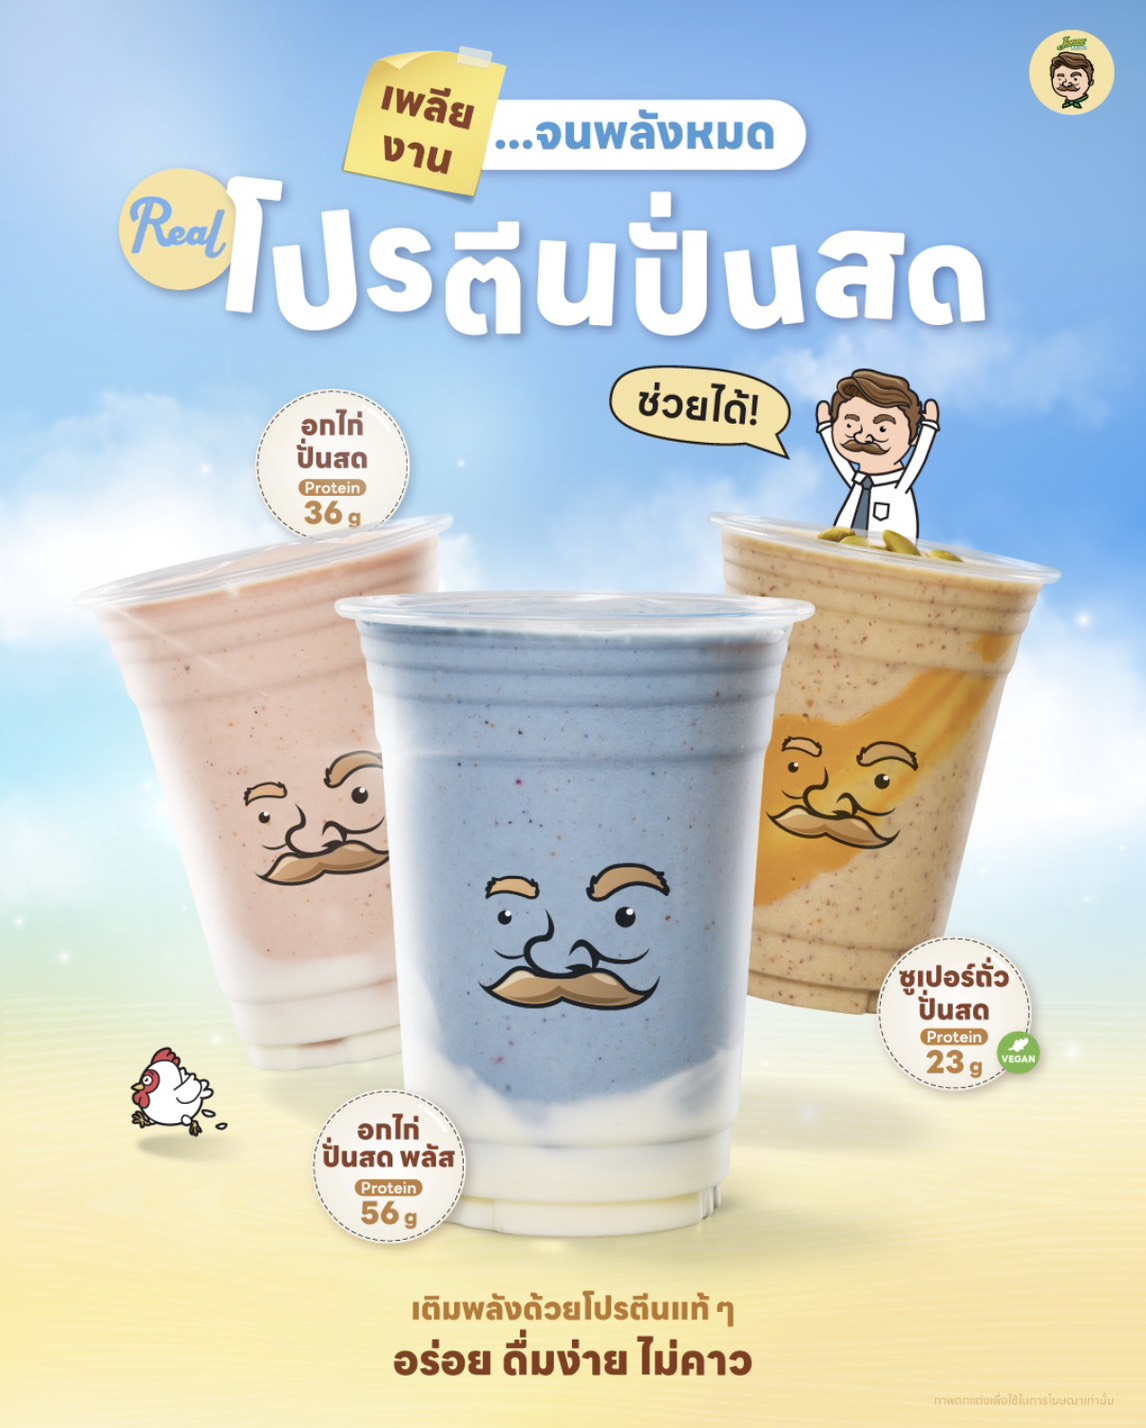 เพลีย
งาน
...จนพลังหมด
Real
โปรตีนปั่นสด
ช่วยได้!
อกไก่
ปั่นสด
Protein
36 g
ซูเปอร์ถั่ว
ปั่นสด
Protein
23 g
VEGAN
อกไก่
ปั่นสด พลัส
Protein
56 g
เติมพลังด้วยโปรตีนแท้ ๆ
อร่อย ดื่มง่าย ไม่คาว
ภาพตกแต่งเพื่อใช้ในการโฆษณาเท่านั้น